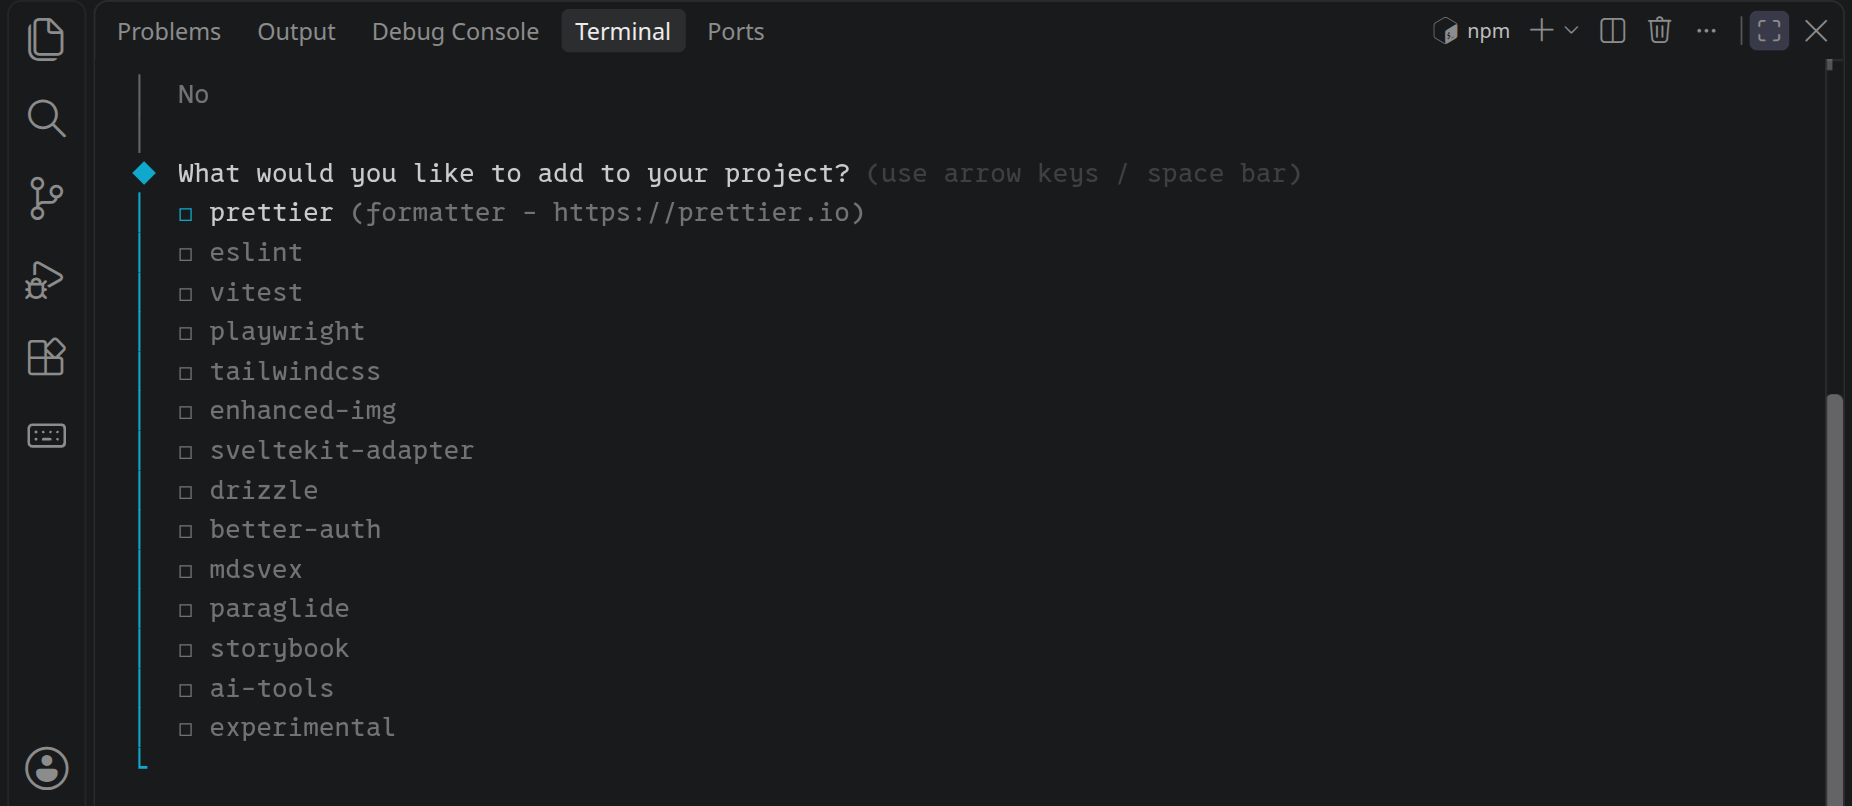 Problems Output Debug Console Terminal Ports npm
No
What would you like to add to your project? (use arrow keys / space bar)
prettier (formatter - https://prettier.io)
eslint
vitest
playwright
tailwindcss
enhanced-img
sveltekit-adapter
drizzle
better-auth
mdsvex
paraglide
storybook
ai-tools
experimental